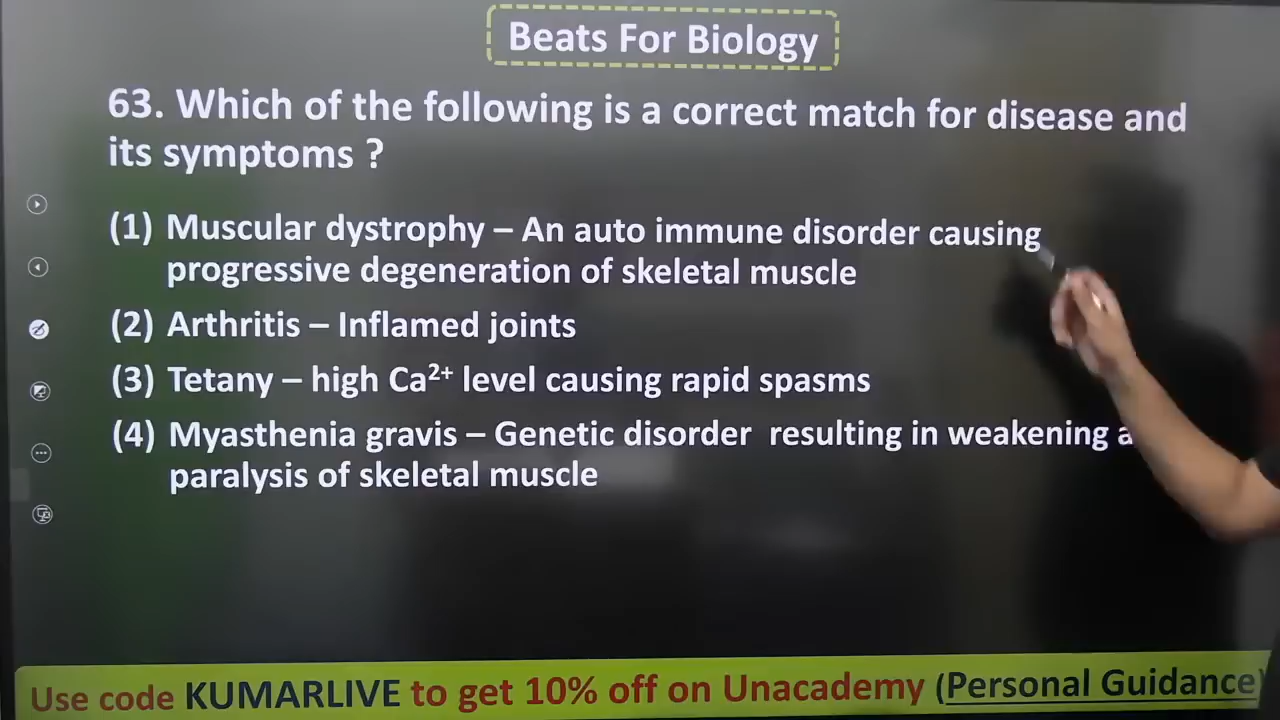 Beats For Biology
63. Which of the following is a correct match for disease and
its symptoms ?
(1) Muscular dystrophy – An auto immune disorder causing
progressive degeneration of skeletal muscle
(2) Arthritis – Inflamed joints
(3) Tetany – high Ca²⁺ level causing rapid spasms
(4) Myasthenia gravis – Genetic disorder resulting in weakening
paralysis of skeletal muscle
Use code KUMARLIVE to get 10% off on Unacademy (Personal Guidance)